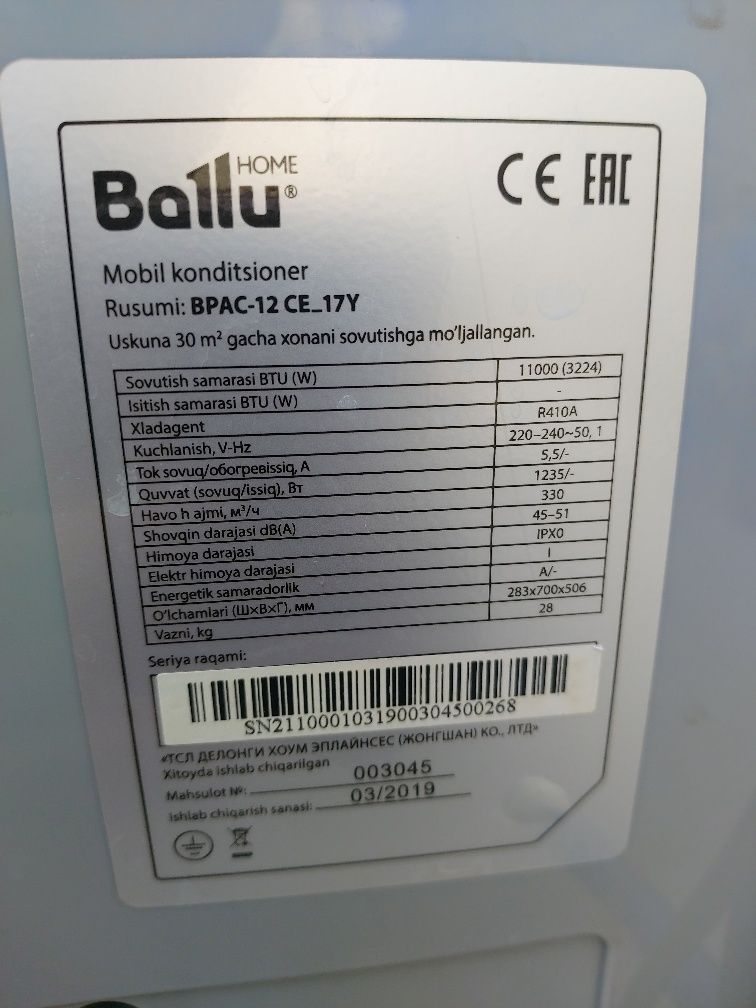 HOME
Ballu®
CE EAC
Mobil konditsioner
Rusumi: BPAC-12 CE_17Y
Uskuna 30 m² gacha xonani sovutishga mo'ljallangan.
Sovutish samarasi BTU (W) 11000 (3224)
Isitish samarasi BTU (W) -
Xladagent R410A
Kuchlanish, V-Hz 220–240~50, 1
Tok sovuq/обогревissiq, A 5,5/-
Quvvat (sovuq/issiq), Вт 1235/-
Havo h ajmi, м³/ч 330
Shovqin darajasi dB(A) 45–51
Himoya darajasi IPX0
Elektr himoya darajasi I
Energetik samaradorlik A/-
O'lchamlari (ШхВхГ), мм 283x700x506
Vazni, kg 28
Seriya raqami:
SN2110001031900304500268
«ТСЛ ДЕЛОНГИ ХОУМ ЭПЛАЙНСЕС (ЖОНГШАН) КО., ЛТД»
Xitoyda ishlab chiqarilgan
Mahsulot №: 003045
Ishlab chiqarish sanasi: 03/2019